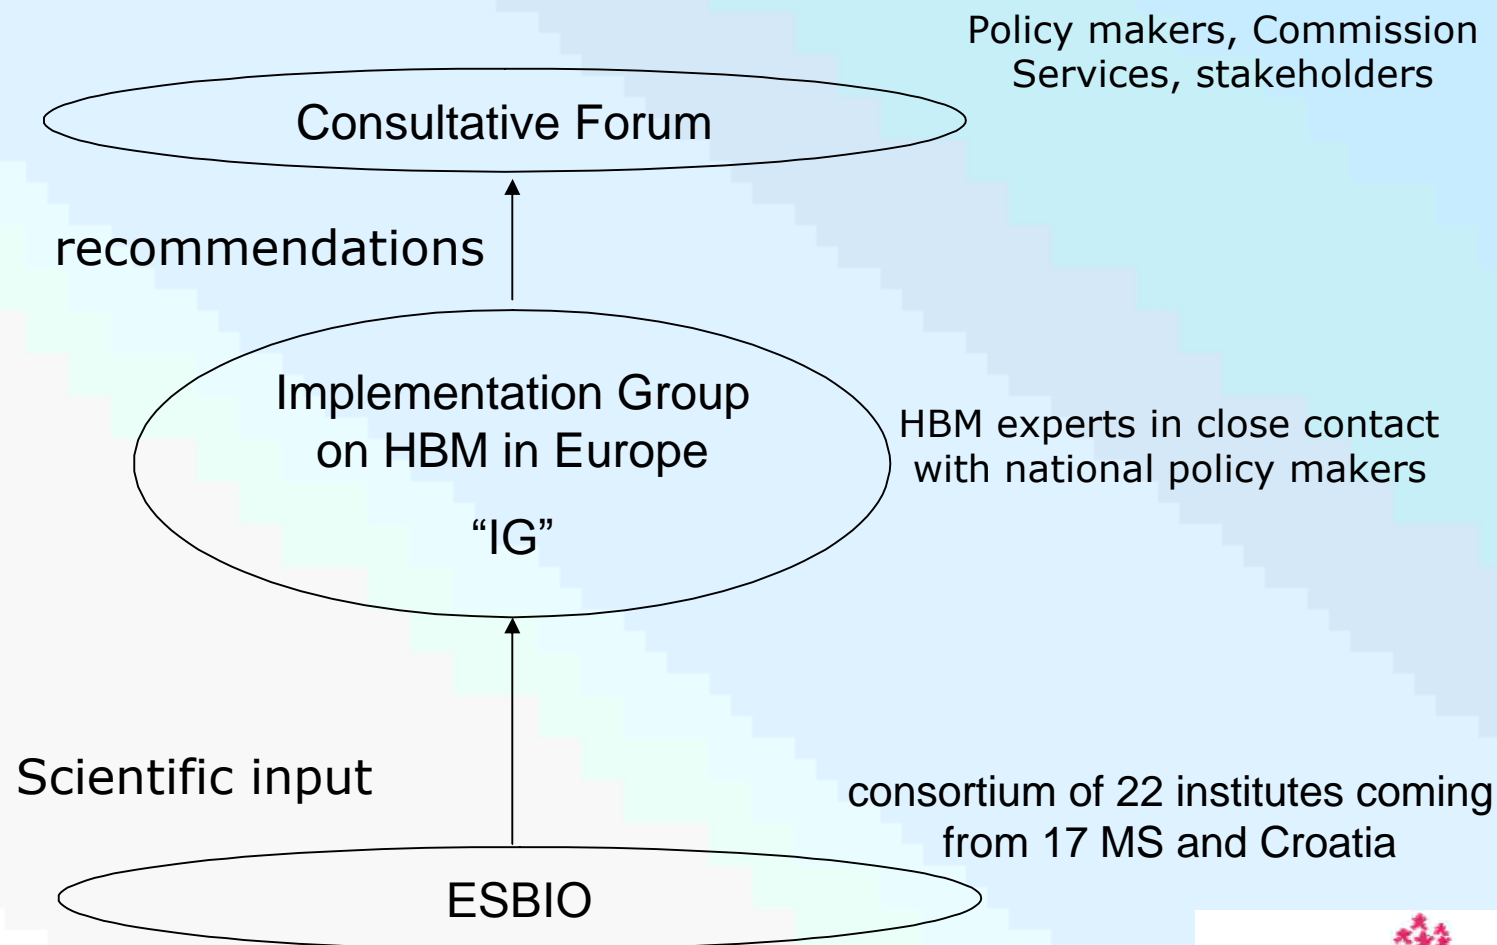 Policy makers, Commission
Services, stakeholders
Consultative Forum
recommendations
Implementation Group
on HBM in Europe
“IG”
HBM experts in close contact
with national policy makers
Scientific input
consortium of 22 institutes coming
from 17 MS and Croatia
ESBIO